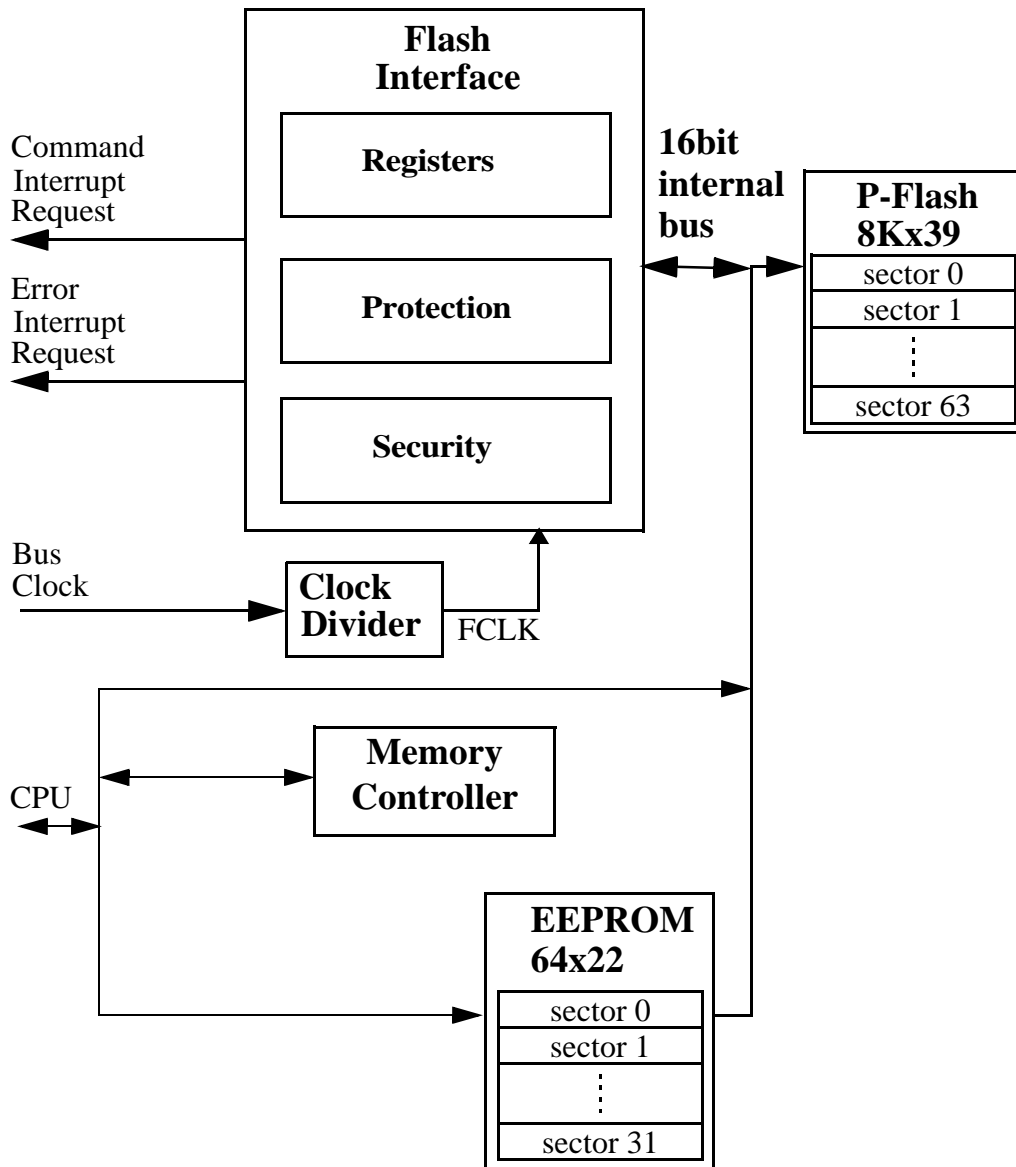 Flash
Interface
Registers
Protection
Security
Command
Interrupt
Request
Error
Interrupt
Request
16bit
internal
bus
P-Flash
8Kx39
sector 0
sector 1
sector 63
Bus
Clock
Clock
Divider
FCLK
Memory
Controller
CPU
EEPROM
64x22
sector 0
sector 1
sector 31